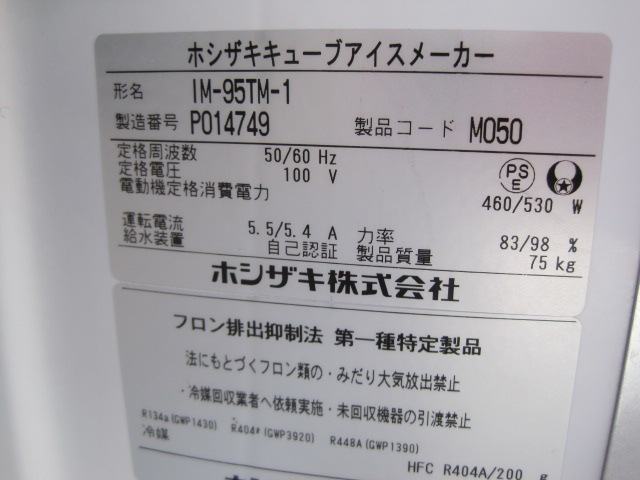 ホシザキキューブアイスメーカー
形名 IM-95TM-1
製造番号 P014749 製品コード M050
定格周波数 50/60 Hz
定格電圧 100 V
電動機定格消費電力 460/530 W
PS E
運転電流 5.5/5.4 A 力率 83/98 %
給水装置 自己認証 製品質量 75 kg
ホシザキ株式会社
フロン排出抑制法 第一種特定製品
法にもとづくフロン類の・みだり大気放出禁止
・冷媒回収業者へ依頼実施・未回収機器の引渡禁止
R134a(GWP1430) R404A(GWP3920) R448A(GWP1390)
冷媒 HFC R404A/200 g